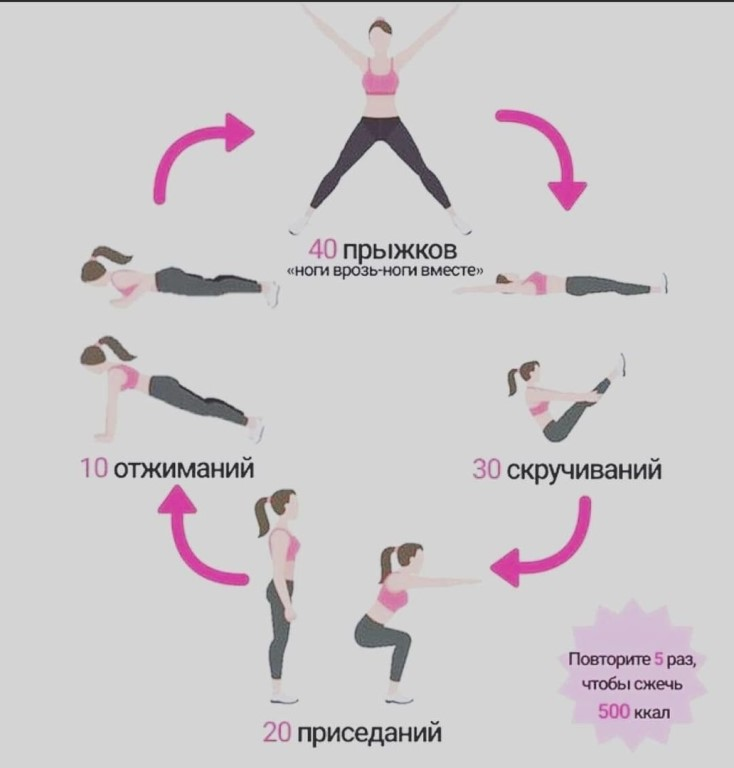 40 прыжков
«ноги врозь-ноги вместе»
10 отжиманий
30 скручиваний
20 приседаний
Повторите 5 раз,
чтобы сжечь
500 ккал